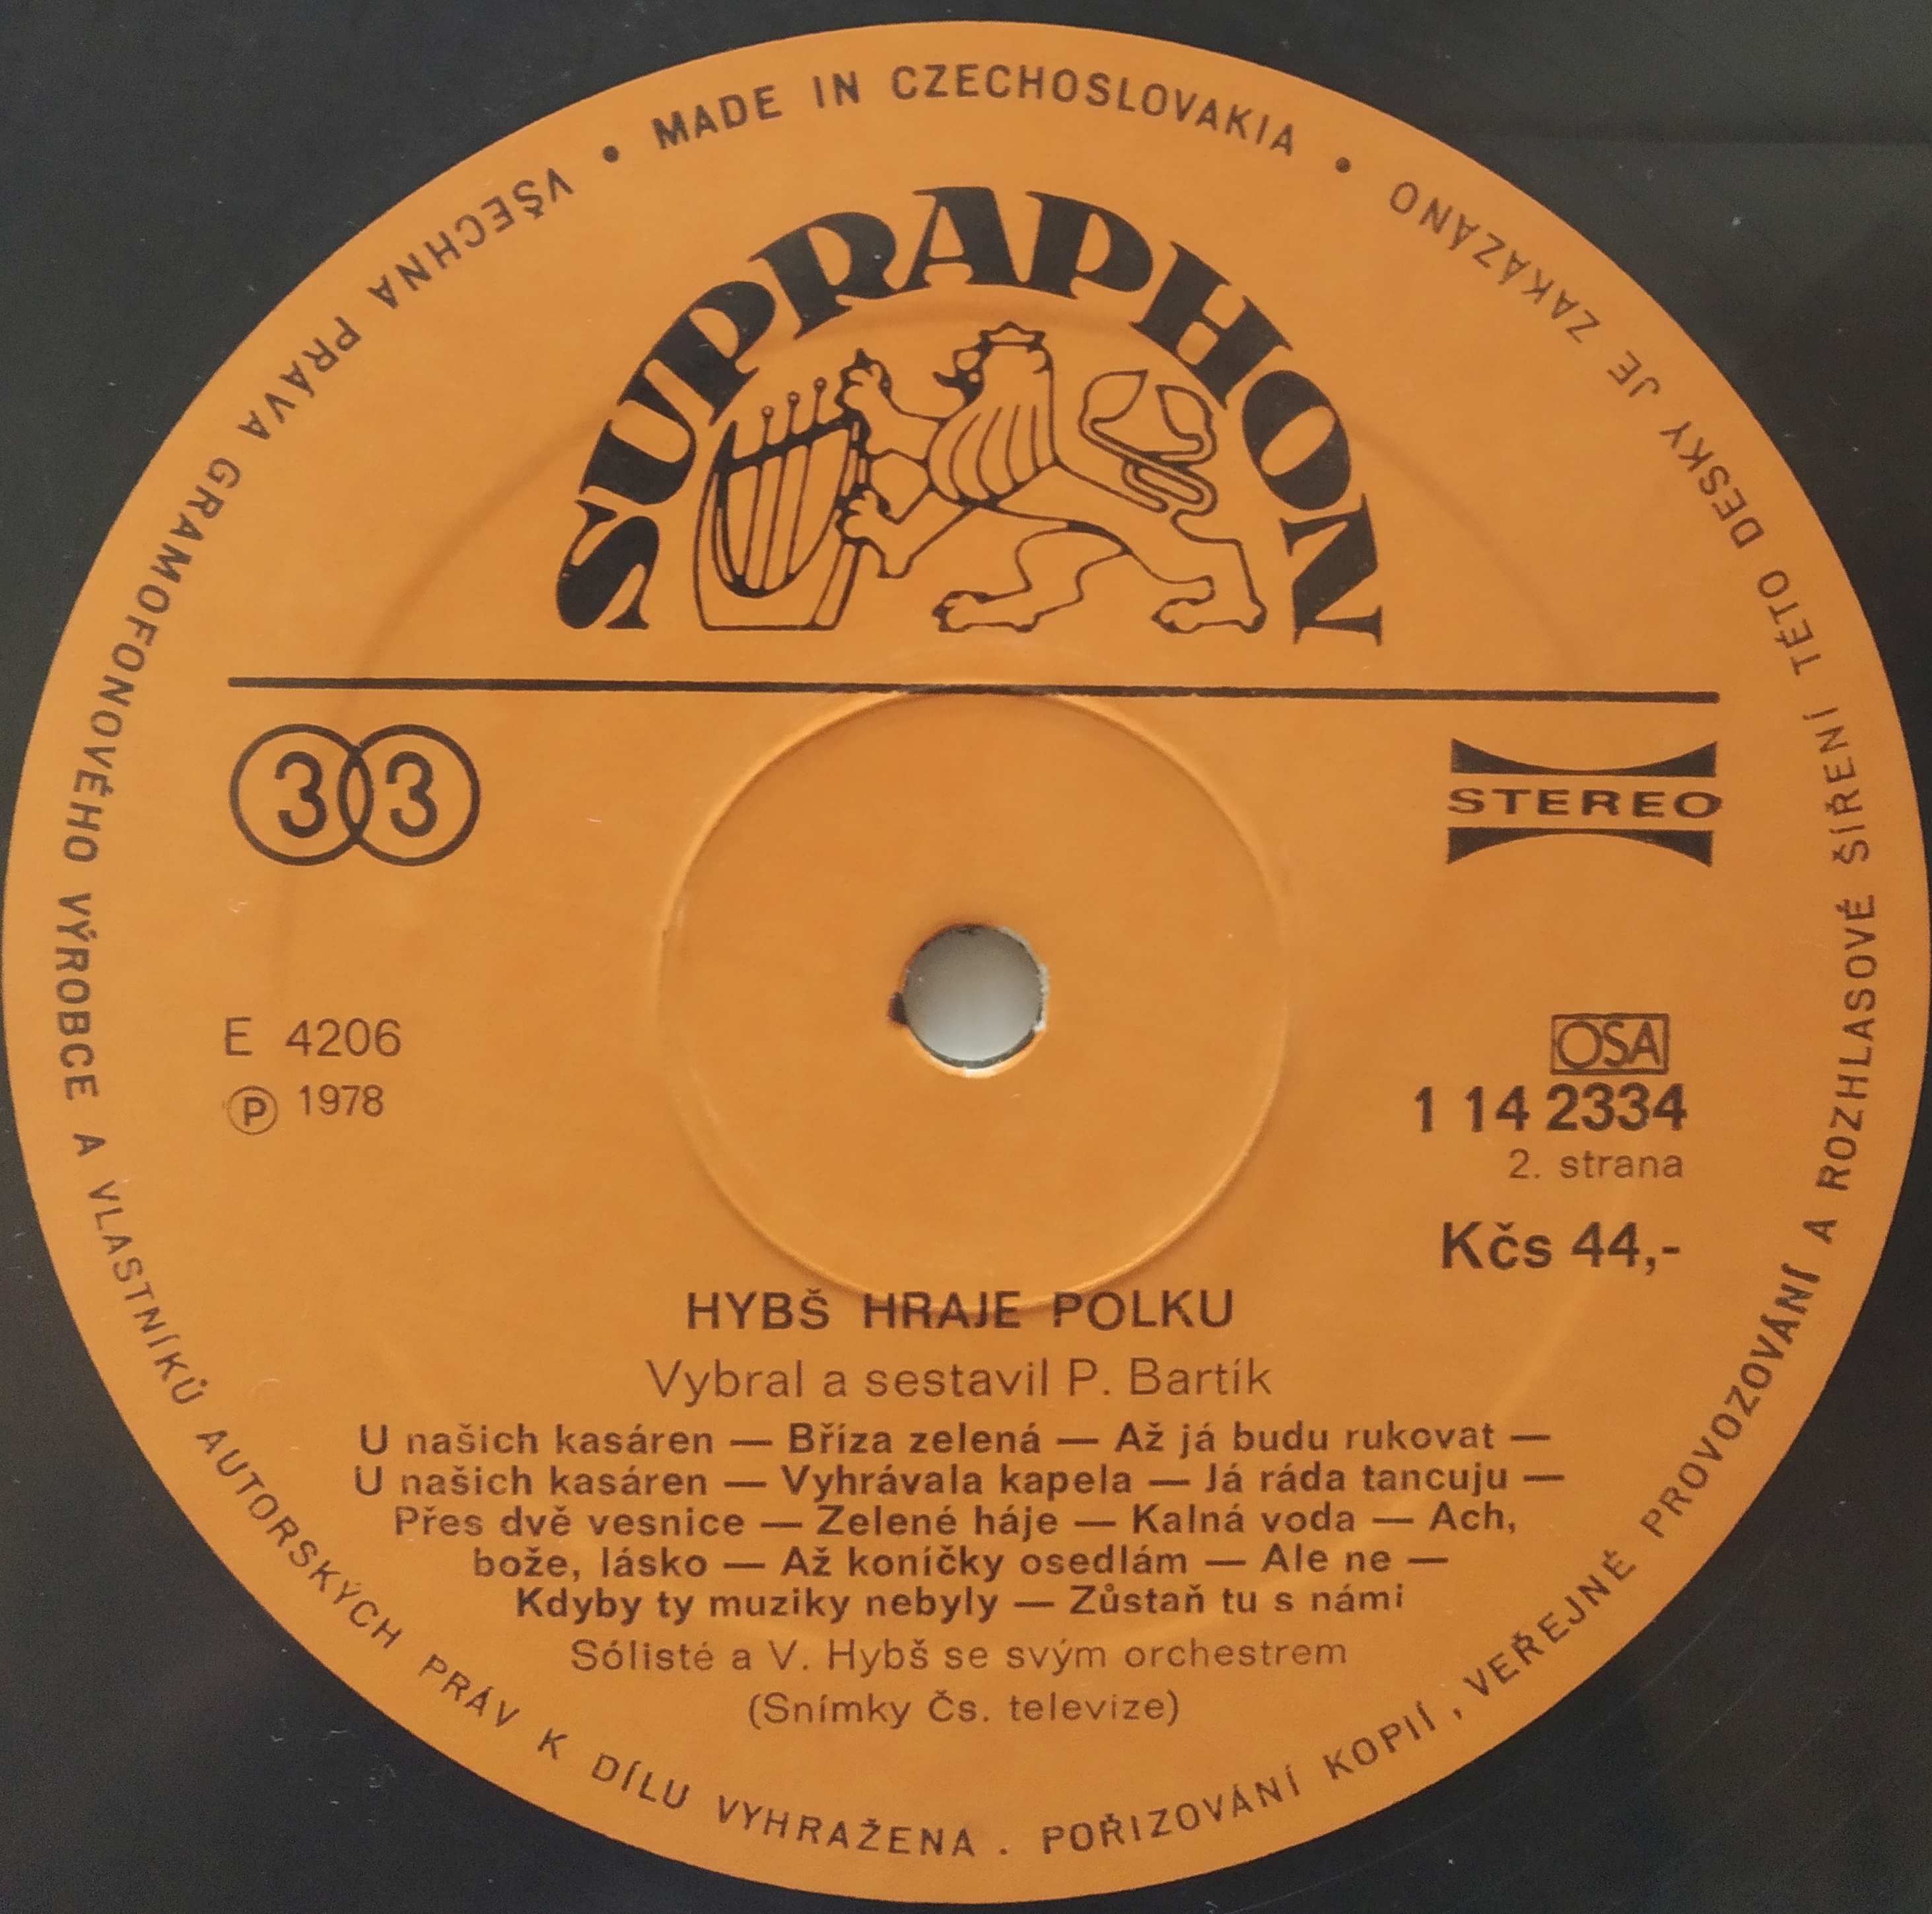 • MADE IN CZECHOSLOVAKIA •
VŠECHNA PRÁVA GRAMOFONOVÉHO VÝROBCE A VLASTNÍKŮ AUTORSKÝCH PRÁV K DÍLU VYHRAŽENA . POŘIZOVÁNÍ KOPIÍ, VEŘEJNÉ PROVOZOVÁNÍ A ROZHLASOVÉ ŠÍŘENÍ TÉTO DESKY JE ZAKÁZÁNO
SUPRAPHON
33
STEREO
E 4206
Ⓟ 1978
OSA
1 14 2334
2. strana
Kčs 44,-
HYBŠ HRAJE POLKU
Vybral a sestavil P. Bartík
U našich kasáren — Bříza zelená — Až já budu rukovat —
U našich kasáren — Vyhrávala kapela — Já ráda tancuju —
Přes dvě vesnice — Zelené háje — Kalná voda — Ach,
bože, lásko — Až koníčky osedlám — Ale ne —
Kdyby ty muziky nebyly — Zůstaň tu s námi
Sólisté a V. Hybš se svým orchestrem
(Snímky Čs. televize)